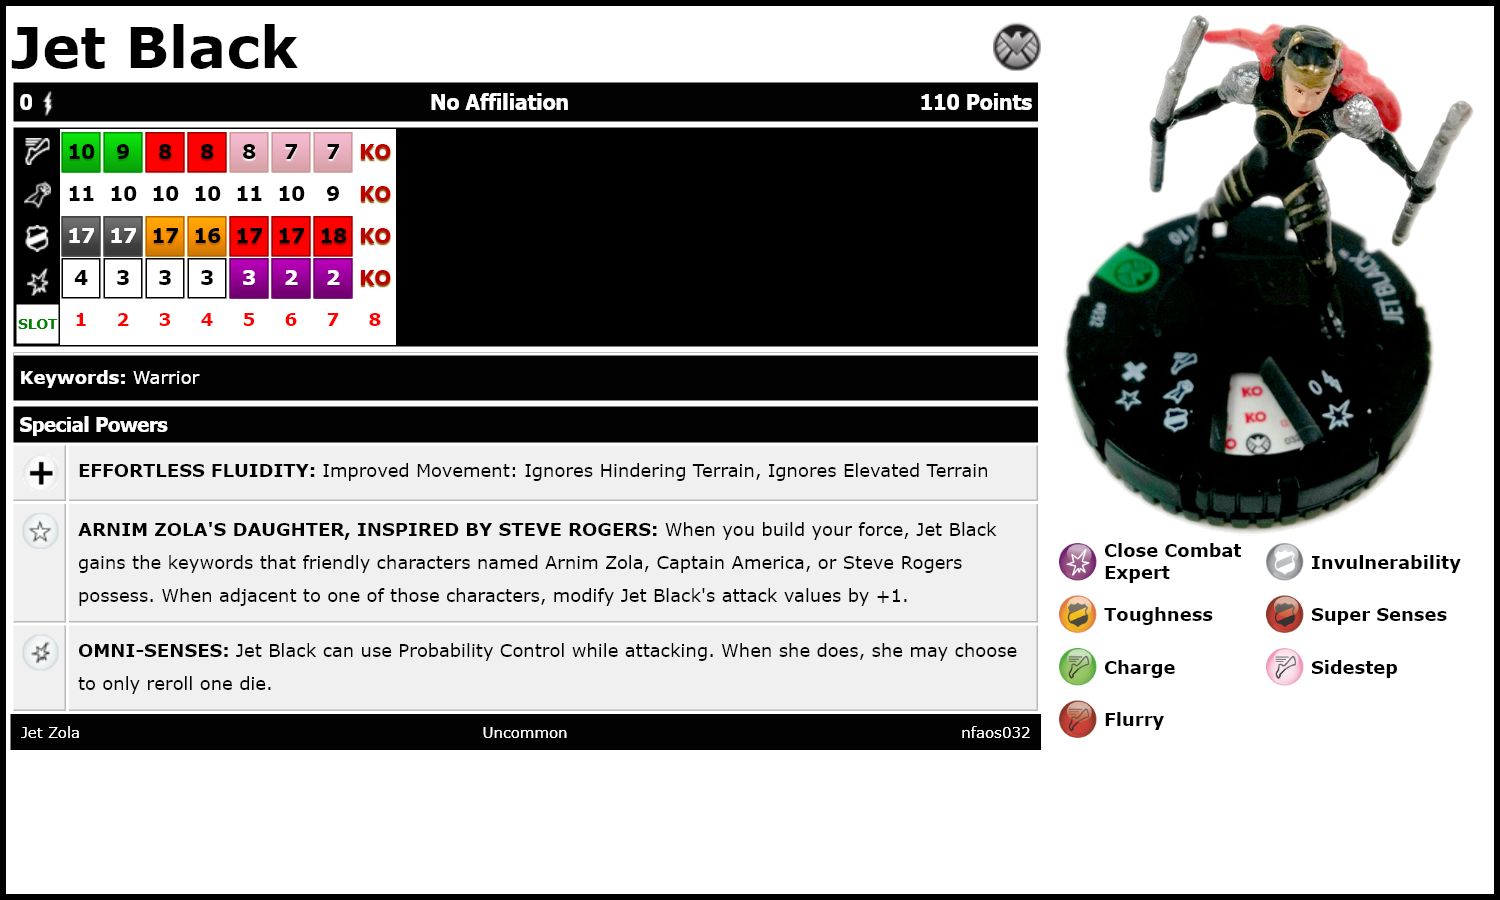 Jet Black
0 No Affiliation 110 Points
10 9 8 8 8 7 7 KO
11 10 10 10 11 10 9 KO
17 17 17 16 17 17 18 KO
4 3 3 3 3 2 2 KO
SLOT 1 2 3 4 5 6 7 8
Keywords: Warrior
Special Powers
EFFORTLESS FLUIDITY: Improved Movement: Ignores Hindering Terrain, Ignores Elevated Terrain
ARNIM ZOLA'S DAUGHTER, INSPIRED BY STEVE ROGERS: When you build your force, Jet Black
gains the keywords that friendly characters named Arnim Zola, Captain America, or Steve Rogers
possess. When adjacent to one of those characters, modify Jet Black's attack values by +1.
OMNI-SENSES: Jet Black can use Probability Control while attacking. When she does, she may choose
to only reroll one die.
Jet Zola Uncommon nfaos032
110
JET BLACK
#032
0
KO
KO
032
Close Combat
Expert
Invulnerability
Toughness
Super Senses
Charge
Sidestep
Flurry